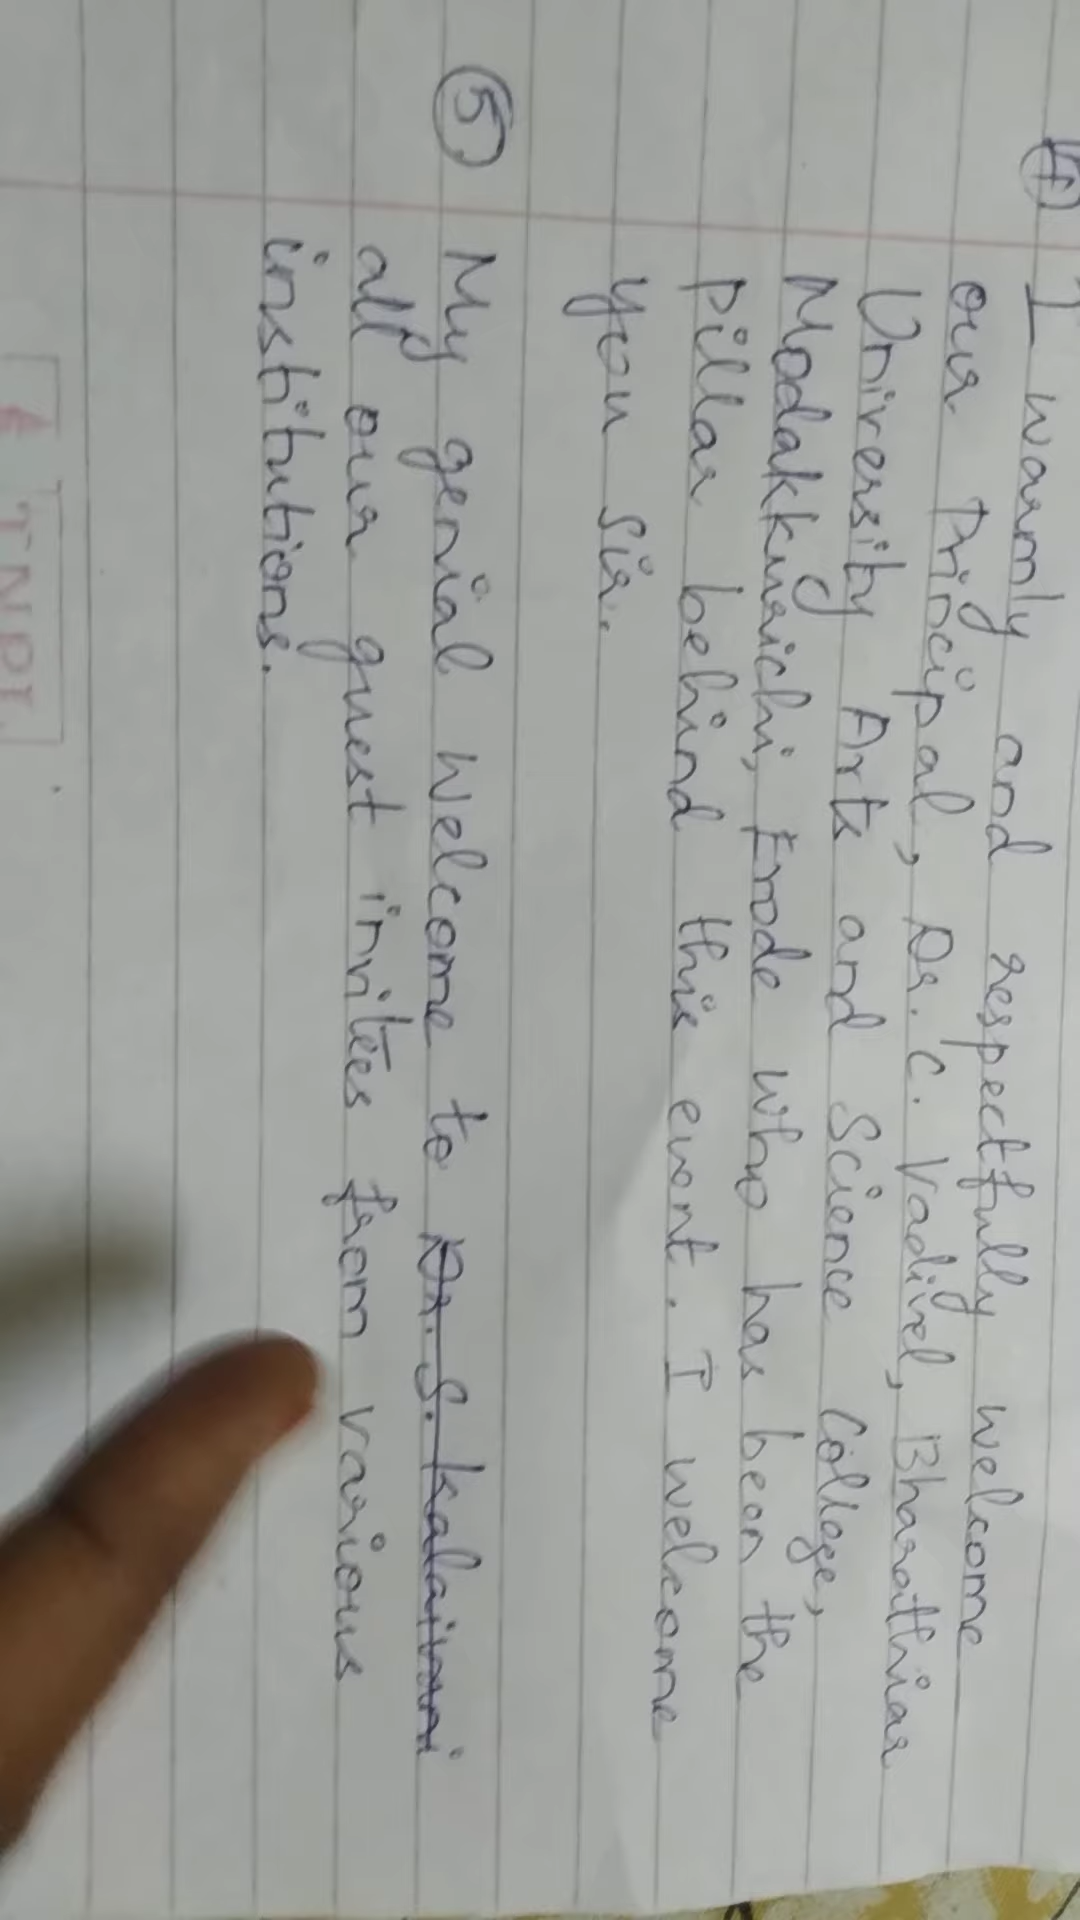 ④ I warmly and respectfully welcome
our Principal, Dr. C. Vadivel, Bharathiar
University Arts and Science College,
Modakkurichi, Erode who has been the
pillar behind this event. I welcome
you Sir.
⑤ My genial welcome to Dr. S. Kalaivani
all our guest invitees from various
institutions.
TNPL